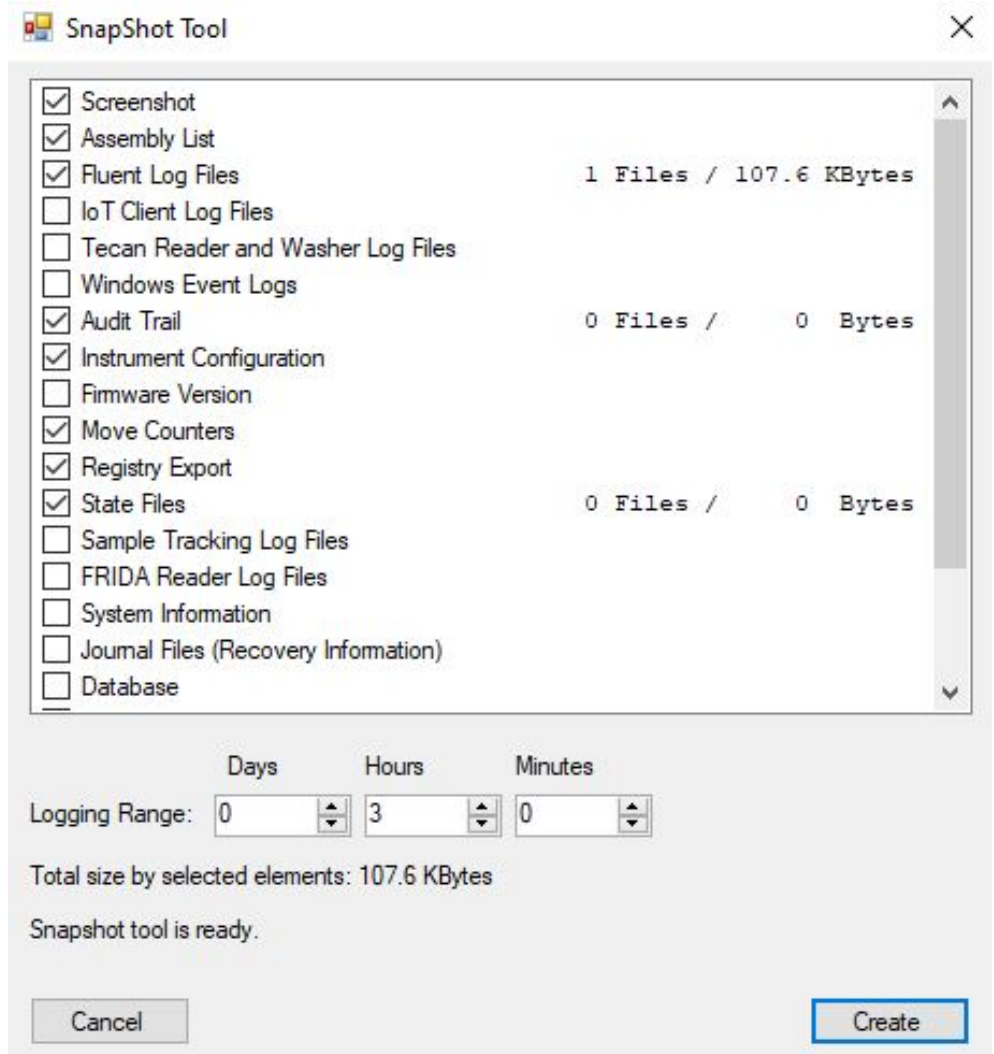 SnapShot Tool
Screenshot
Assembly List
Fluent Log Files 1 Files / 107.6 KBytes
IoT Client Log Files
Tecan Reader and Washer Log Files
Windows Event Logs
Audit Trail 0 Files / 0 Bytes
Instrument Configuration
Firmware Version
Move Counters
Registry Export
State Files 0 Files / 0 Bytes
Sample Tracking Log Files
FRIDA Reader Log Files
System Information
Journal Files (Recovery Information)
Database
Days Hours Minutes
Logging Range: 0 3 0
Total size by selected elements: 107.6 KBytes
Snapshot tool is ready.
Cancel Create